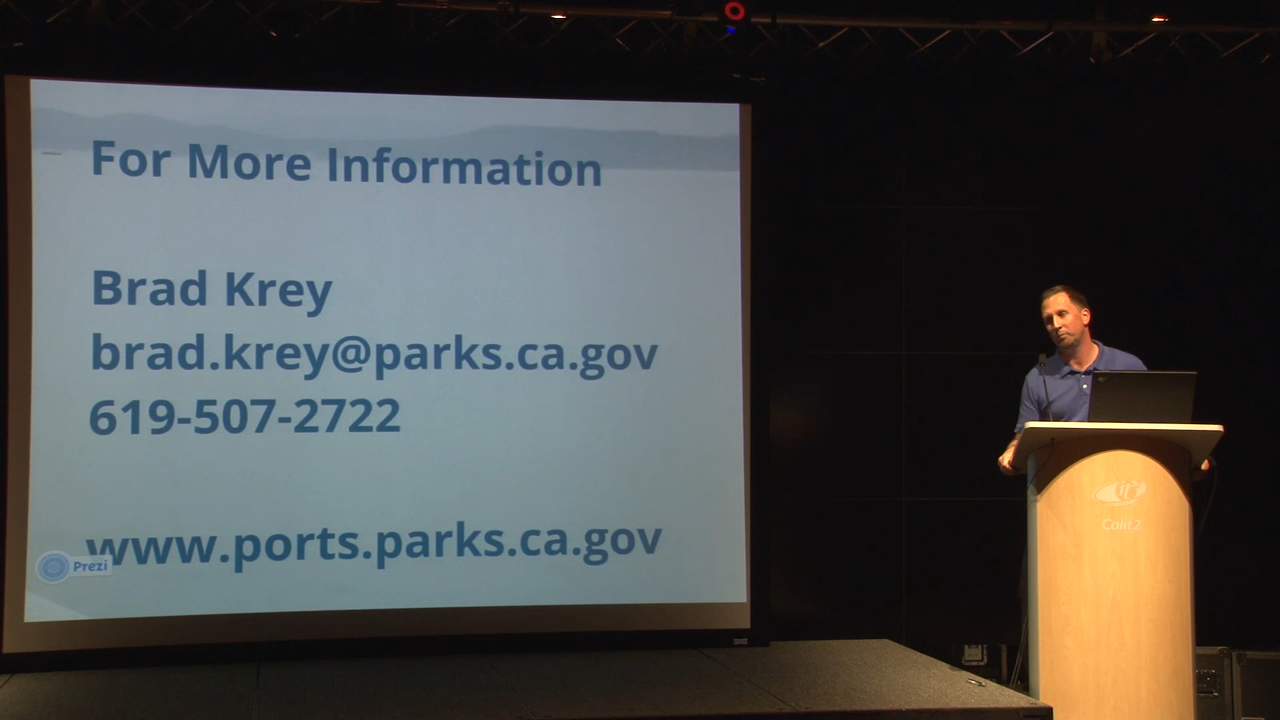 For More Information
Brad Krey
brad.krey@parks.ca.gov
619-507-2722
www.ports.parks.ca.gov
Prezi
it2
Calit2